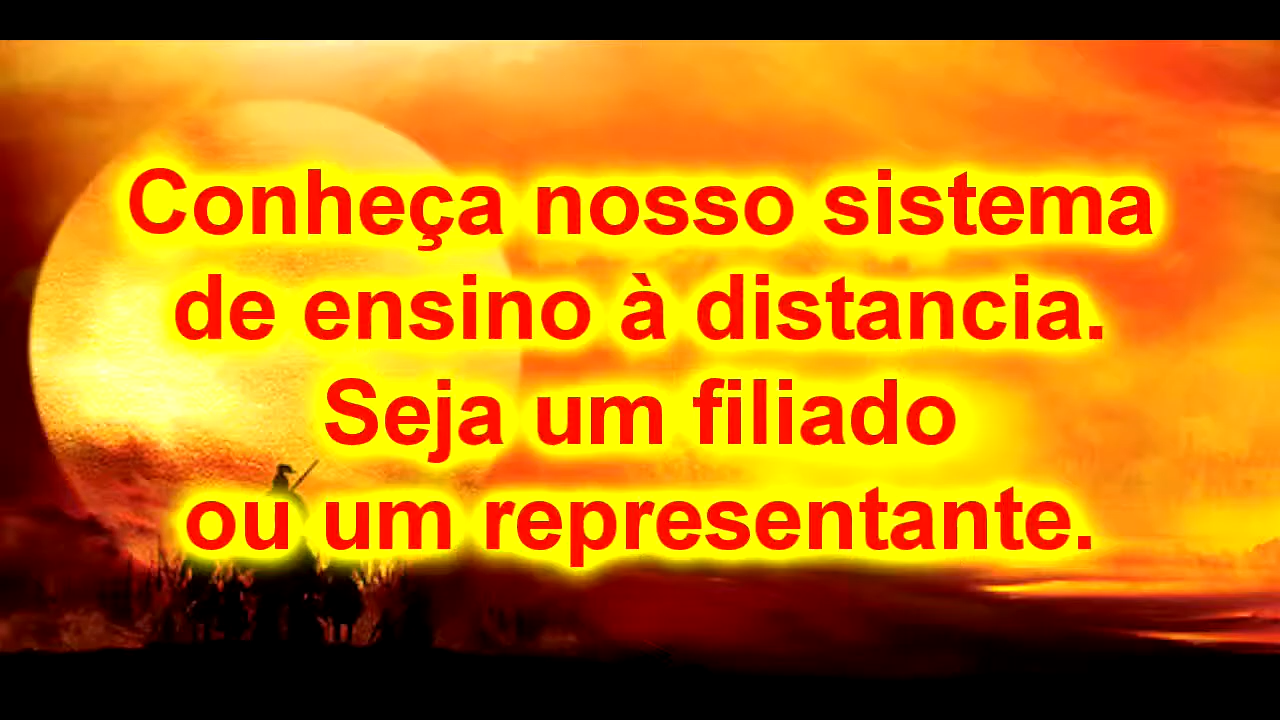 Conheça nosso sistema
de ensino à distancia.
Seja um filiado
ou um representante.